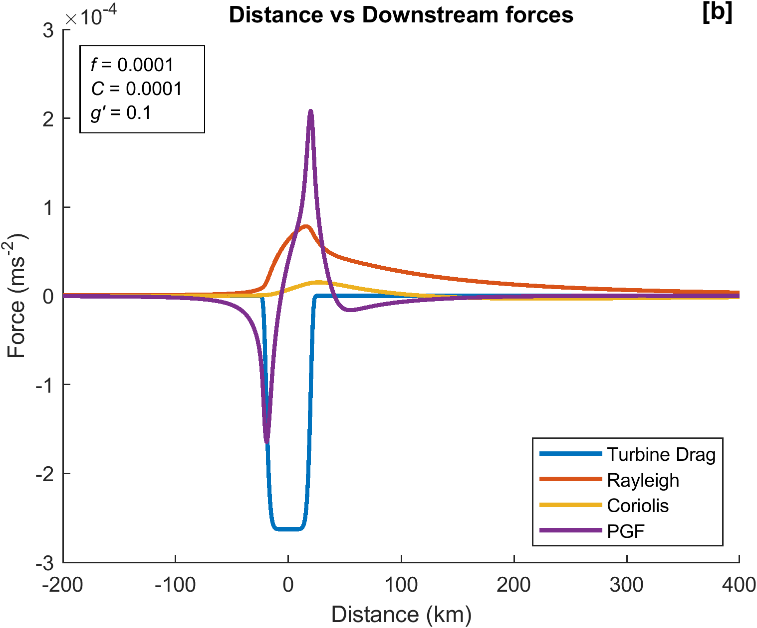 Distance vs Downstream forces
[b]
×10⁻⁴
f = 0.0001
C = 0.0001
g' = 0.1
3
2
1
0
-1
-2
-3
Force (ms⁻²)
Turbine Drag
Rayleigh
Coriolis
PGF
-200
-100
0
100
200
300
400
Distance (km)